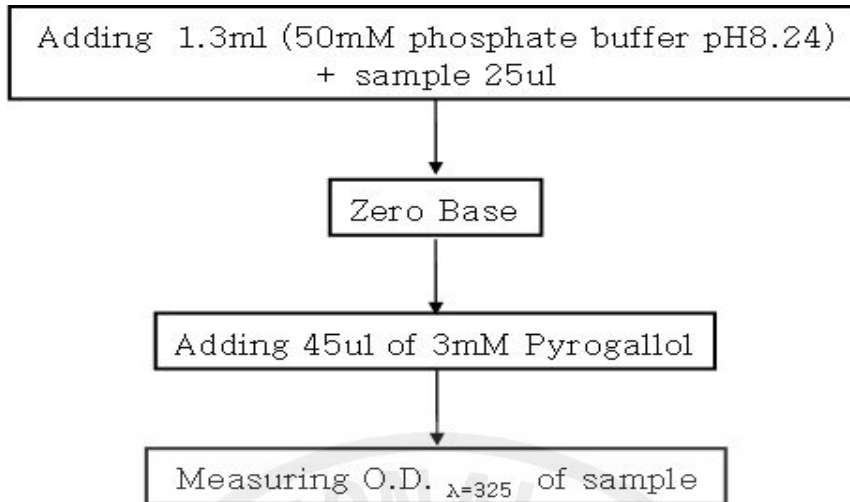 Adding 1.3ml (50mM phosphate buffer pH8.24)
+ sample 25ul
Zero Base
Adding 45ul of 3mM Pyrogallol
Measuring O.D. λ=325 of sample